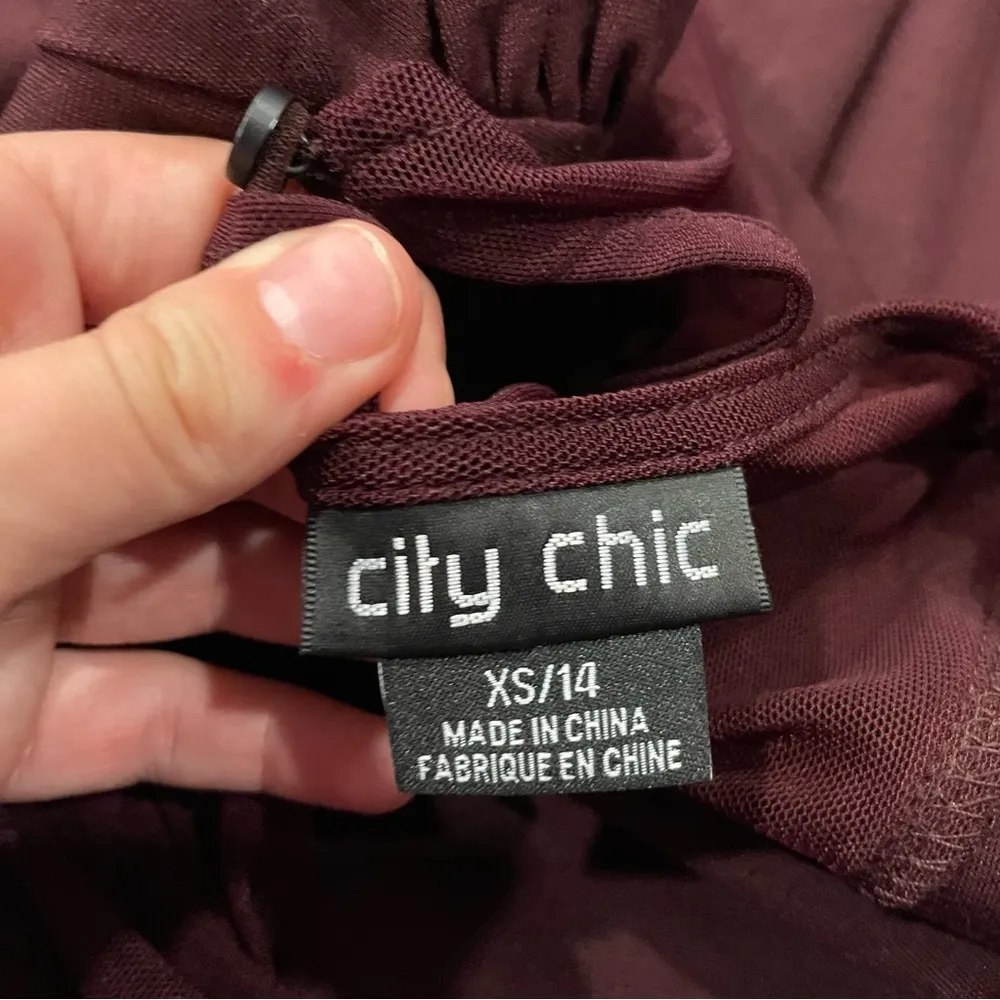 city chic
XS/14
MADE IN CHINA
FABRIQUE EN CHINE